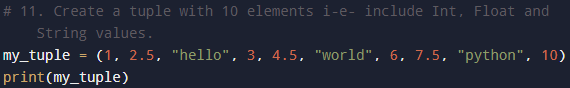 # 11. Create a tuple with 10 elements i-e- include Int, Float and
String values.
my_tuple = (1, 2.5, "hello", 3, 4.5, "world", 6, 7.5, "python", 10)
print(my_tuple)